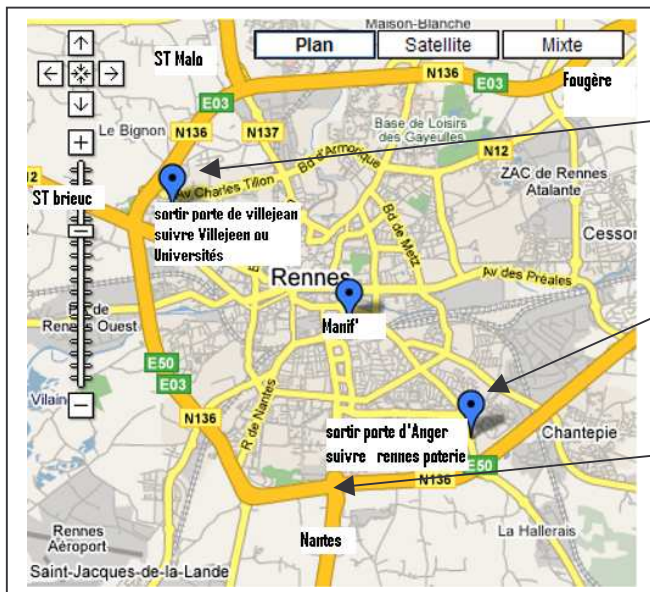 Maison-Blanche
Plan
Satellite
Mixte
ST Malo
N136
E03
Fougère
E03
Le Bignon
N136
N137
Base de Loisirs
des Gayeulles
Bd d'Armorique
N12
ZAC de Rennes
Atalante
12
Av Charles Tillon
ST brieuc
sortir porte de villejean
suivre Villejeen ou
Universités
Bd de Metz
Cesson
Rennes
Av des Préales
Manif'
Rennes Ouest
E50
E03
Vilain
N136
R de Nantes
sortir porte d'Anger
suivre rennes poterie
Chantepie
E50
N136
Rennes
Aéroport
Nantes
La Hallerais
Saint-Jacques-de-la-Lande